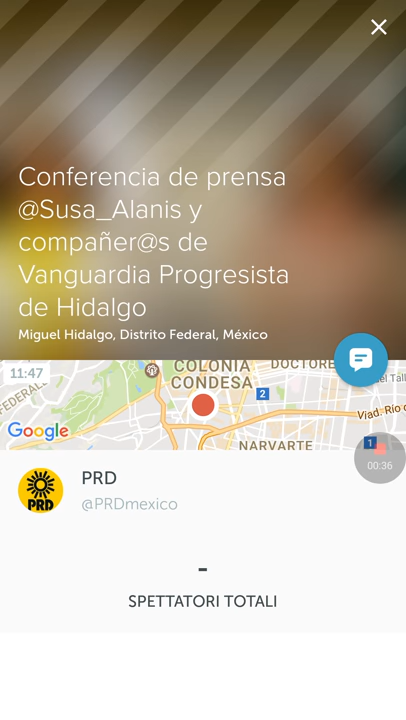 Conferencia de prensa
@Susa_Alanis y
compañer@s de
Vanguardia Progresista
de Hidalgo
Miguel Hidalgo, Distrito Federal, México
11:47
COLONIA
CONDESA
DOCTORE
FEDERAL
2
Viad. Río d
Google
NARVARTE
1
00:36
PRD
PRD
@PRDmexico
-
SPETTATORI TOTALI